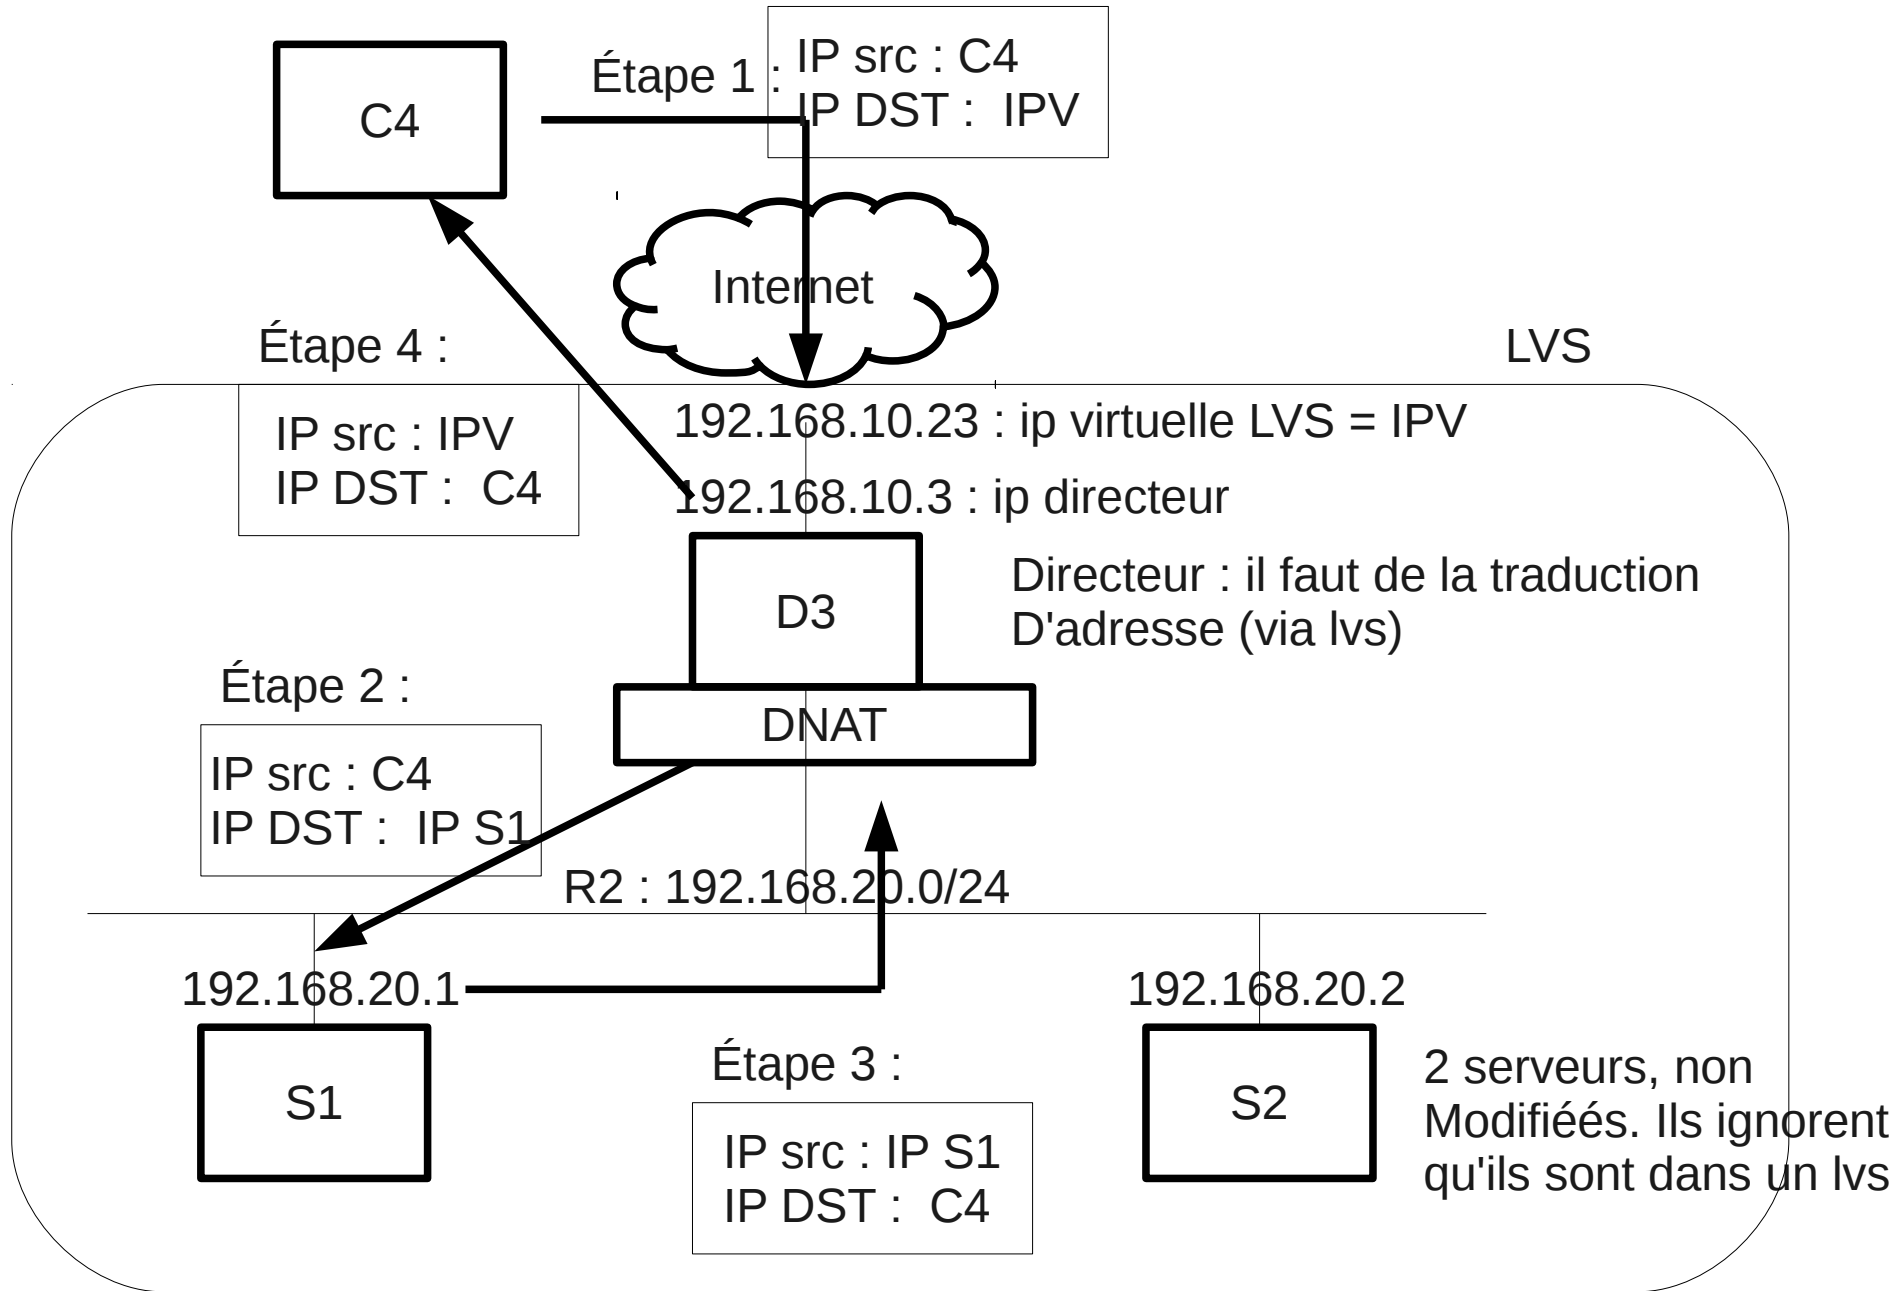 Étape 1 :
IP src : C4
IP DST :  IPV
C4
Internet
Étape 4 :
LVS
IP src : IPV
IP DST :  C4
192.168.10.23 : ip virtuelle LVS = IPV
192.168.10.3 : ip directeur
D3
Directeur : il faut de la traduction
D'adresse (via lvs)
Étape 2 :
DNAT
IP src : C4
IP DST :  IP S1
R2 : 192.168.20.0/24
192.168.20.1
192.168.20.2
S1
Étape 3 :
IP src : IP S1
IP DST :  C4
S2
2 serveurs, non
Modifiéés. Ils ignorent
qu'ils sont dans un lvs